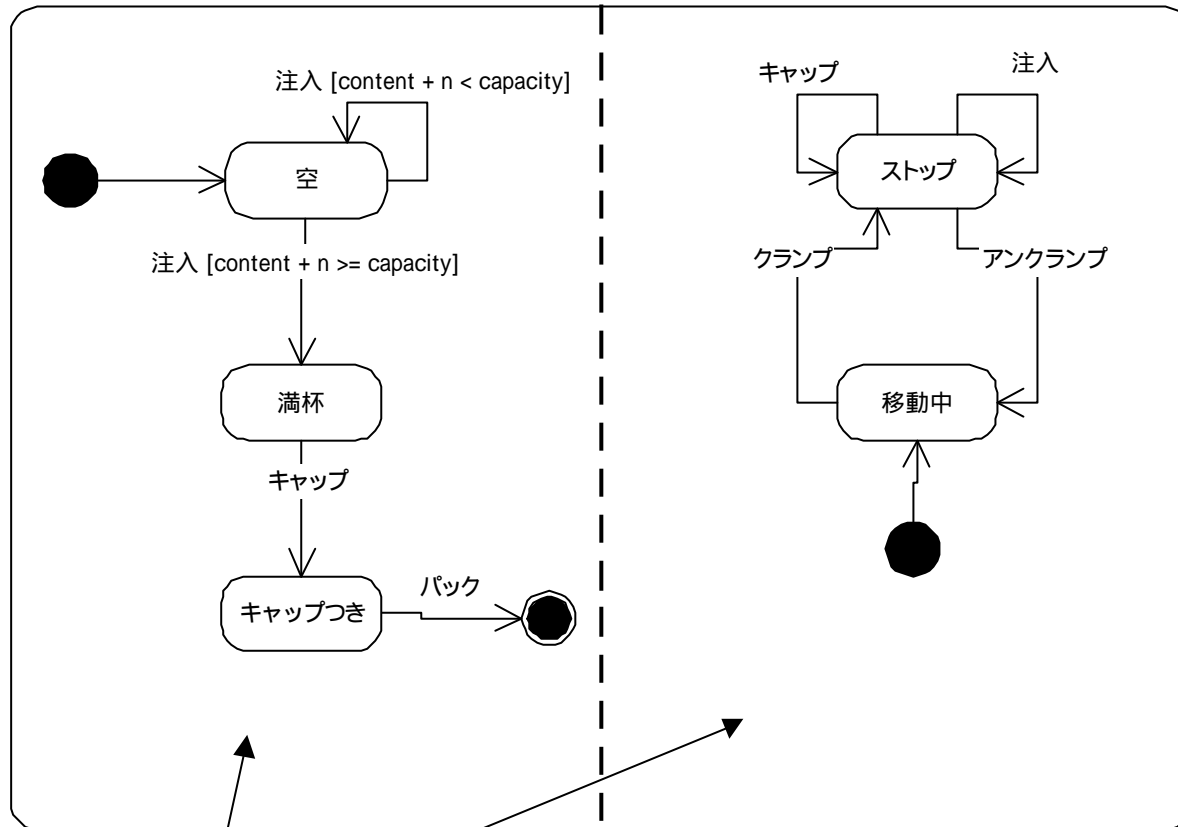 注入 [content + n < capacity]
空
注入 [content + n >= capacity]
満杯
キャップ
キャップつき
パック
キャップ
注入
ストップ
クランプ
アンクランプ
移動中